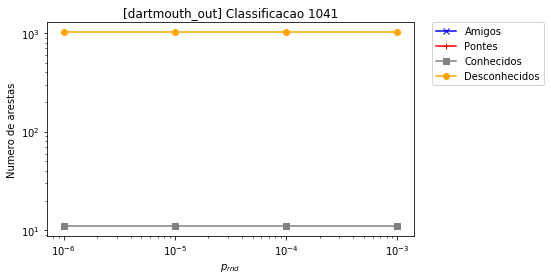 [dartmouth_out] Classificacao 1041
Numero de arestas
10³
10²
10¹
10⁻⁶
10⁻⁵
10⁻⁴
10⁻³
p_rnd
Amigos
Pontes
Conhecidos
Desconhecidos